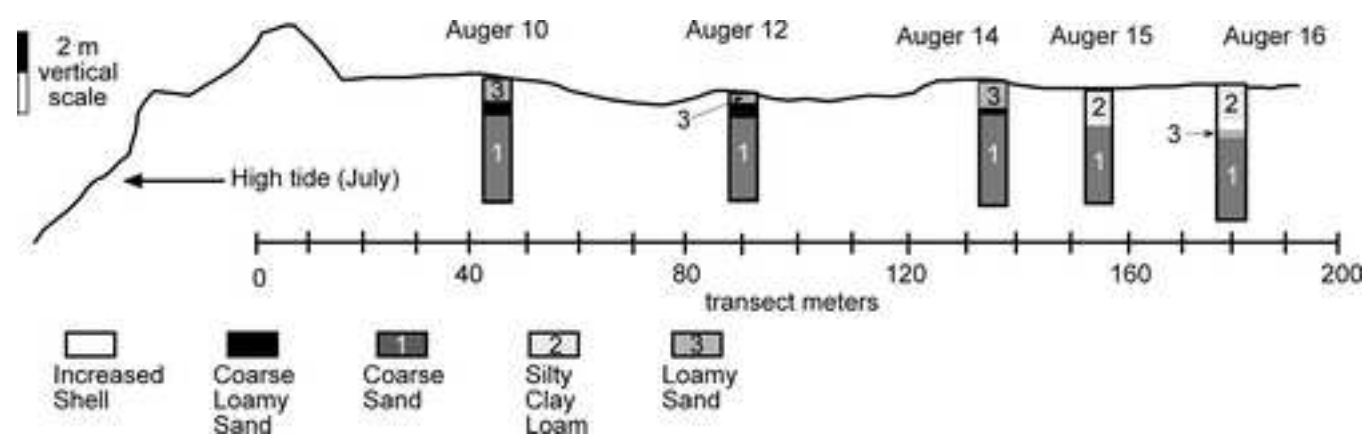 Auger 10
Auger 12
Auger 14
Auger 15
Auger 16
2 m
vertical
scale
3
3
3
2
2
3
1
1
1
1
1
High tide (July)
0
40
80
120
160
200
transect meters
1
2
3
Increased
Shell
Coarse
Loamy
Sand
Coarse
Sand
Silty
Clay
Loam
Loamy
Sand